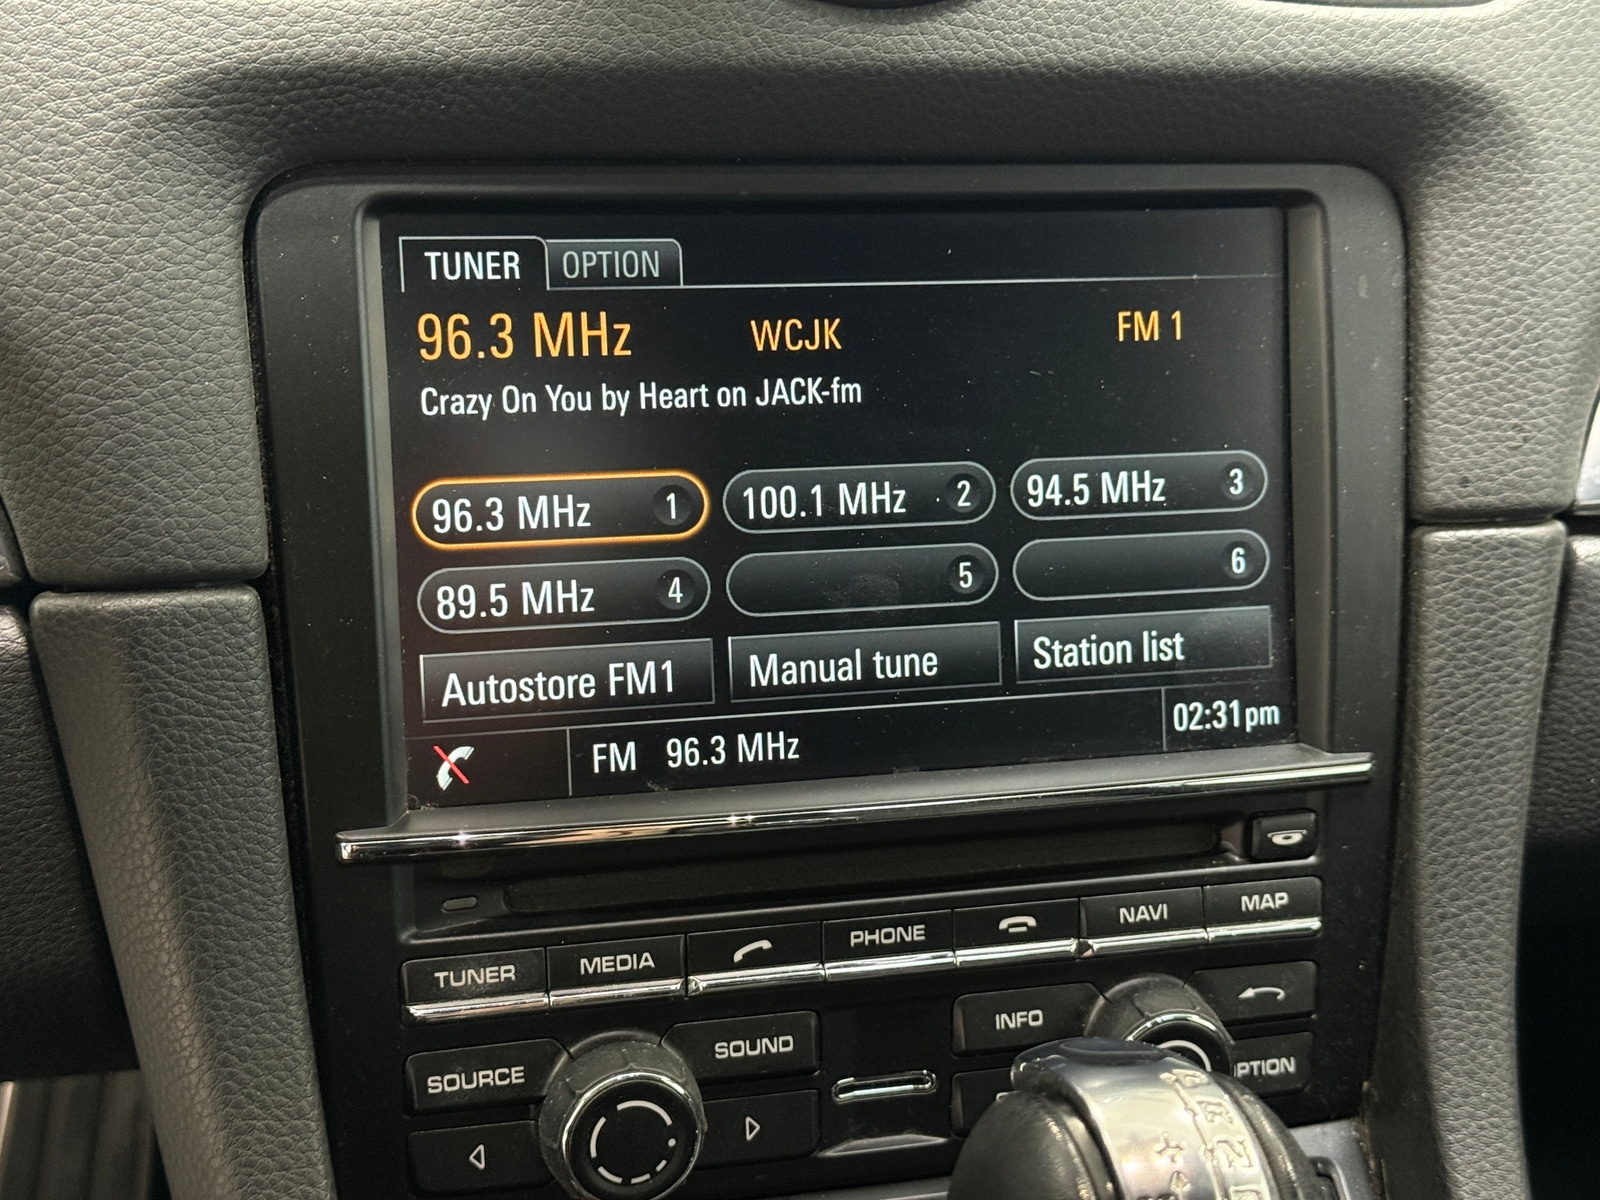 TUNER OPTION
96.3 MHz WCJK FM 1
Crazy On You by Heart on JACK-fm
96.3 MHz 1 100.1 MHz 2 94.5 MHz 3
89.5 MHz 4 5 6
Autostore FM1 Manual tune Station list
FM 96.3 MHz 02:31pm
TUNER MEDIA PHONE NAVI MAP
SOURCE SOUND INFO